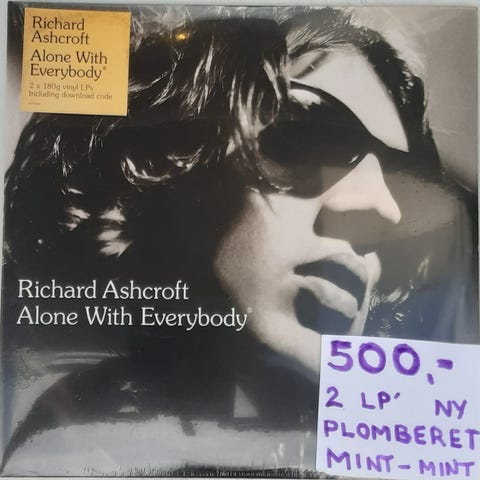 Richard
Ashcroft
Alone With
Everybody®
2 x 180g vinyl LPs
Including download code
Richard Ashcroft
Alone With Everybody®
500,-
2 LP' NY
PLOMBERET
MINT-MINT